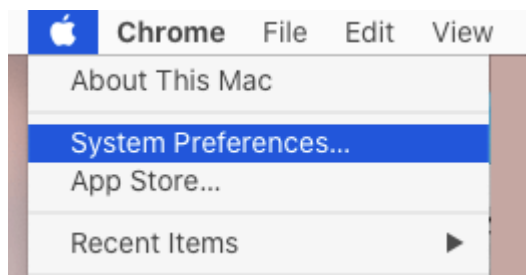 Chrome File Edit View
About This Mac
System Preferences...
App Store...
Recent Items